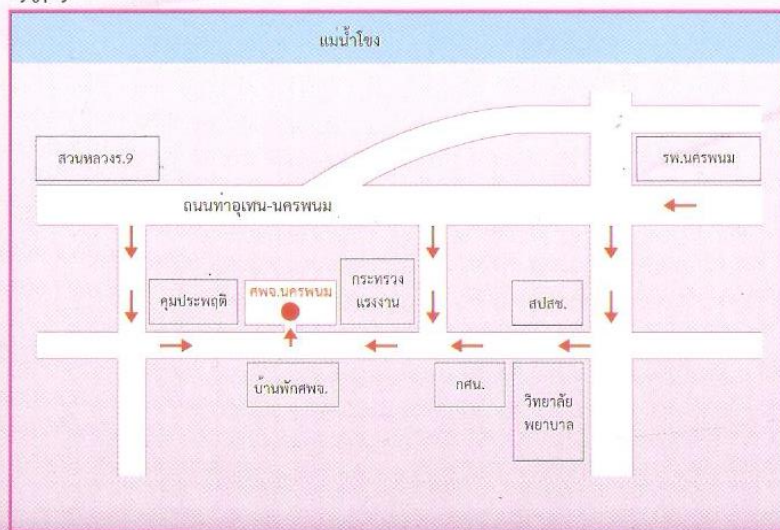 แม่น้ำโขง
สวนหลวงร.9
รพ.นครพนม
ถนนท่าอุเทน-นครพนม
คุมประพฤติ
ศพจ.นครพนม
กระทรวง
แรงงาน
สปสช.
บ้านพักศพจ.
กศน.
วิทยาลัย
พยาบาล